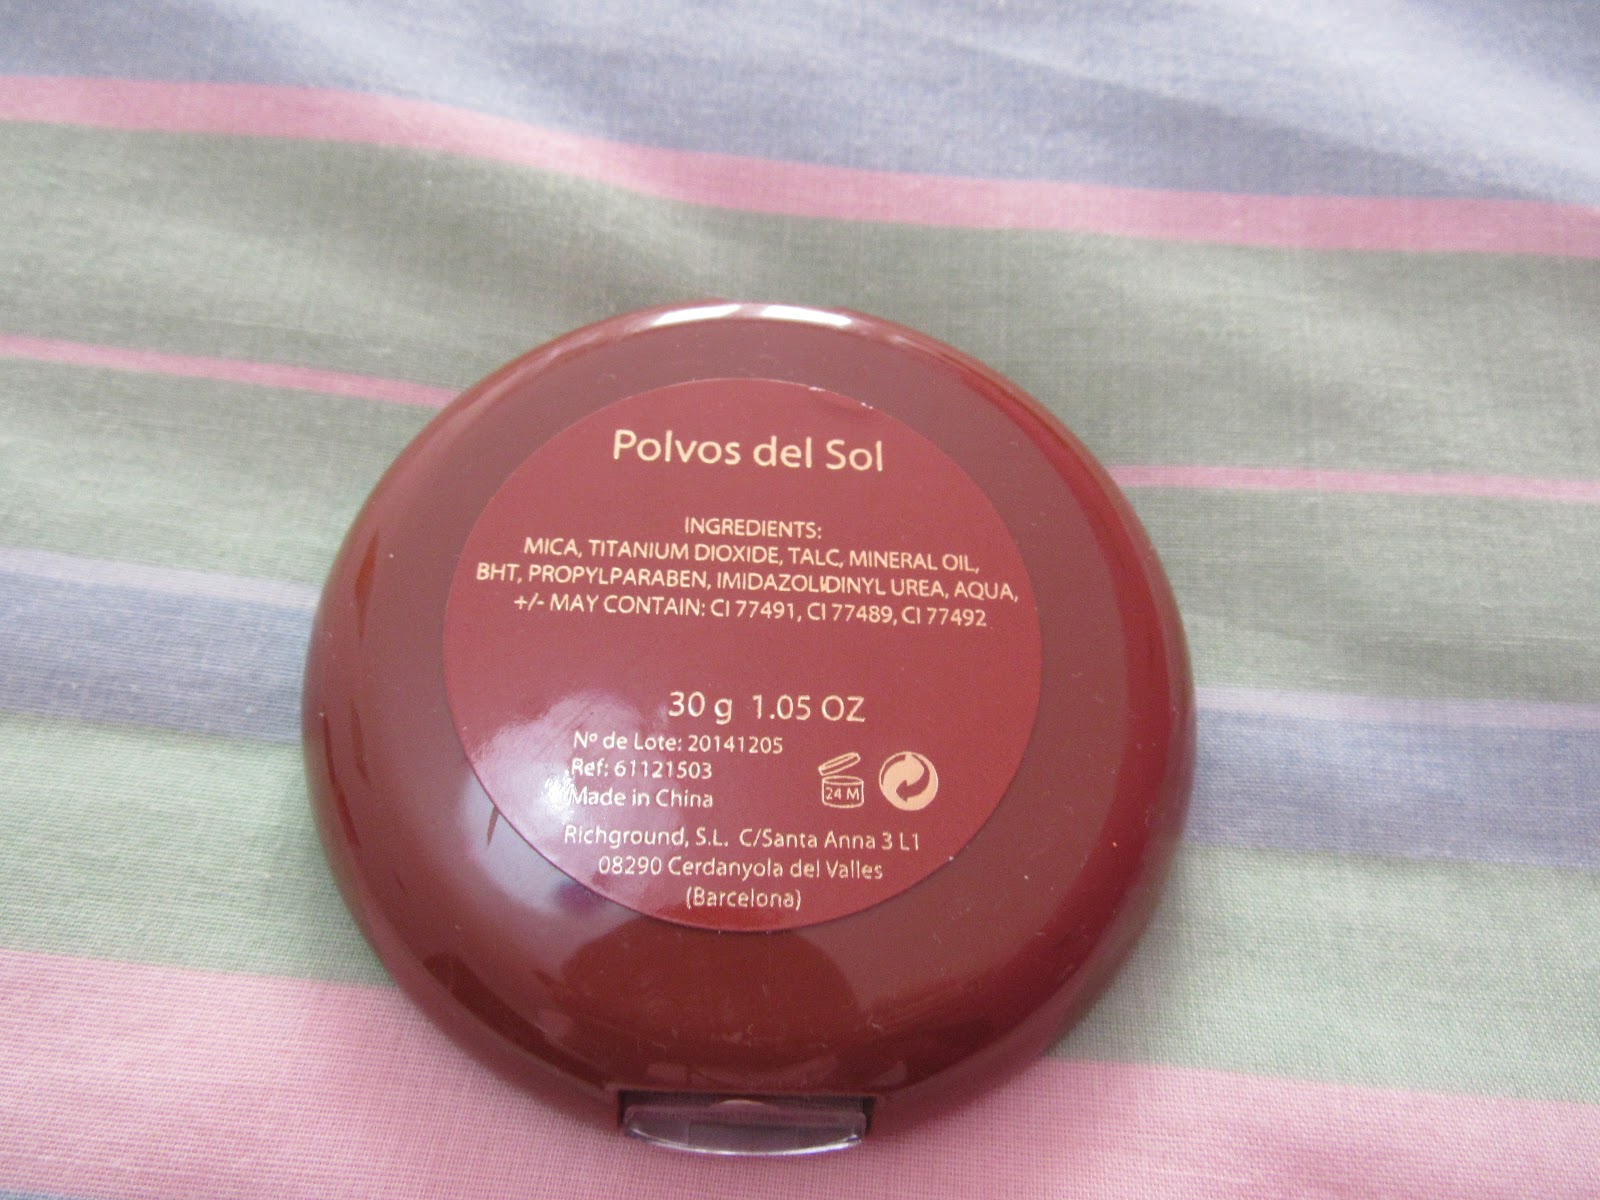 Polvos del Sol
INGREDIENTS:
MICA, TITANIUM DIOXIDE, TALC, MINERAL OIL,
BHT, PROPYLPARABEN, IMIDAZOLIDINYL UREA, AQUA,
+/- MAY CONTAIN: CI 77491, CI 77489, CI 77492
30 g 1.05 OZ
Nº de Lote: 20141205
Ref: 61121503
Made in China
24 M
Richground, S.L. C/Santa Anna 3 L1
08290 Cerdanyola del Valles
(Barcelona)